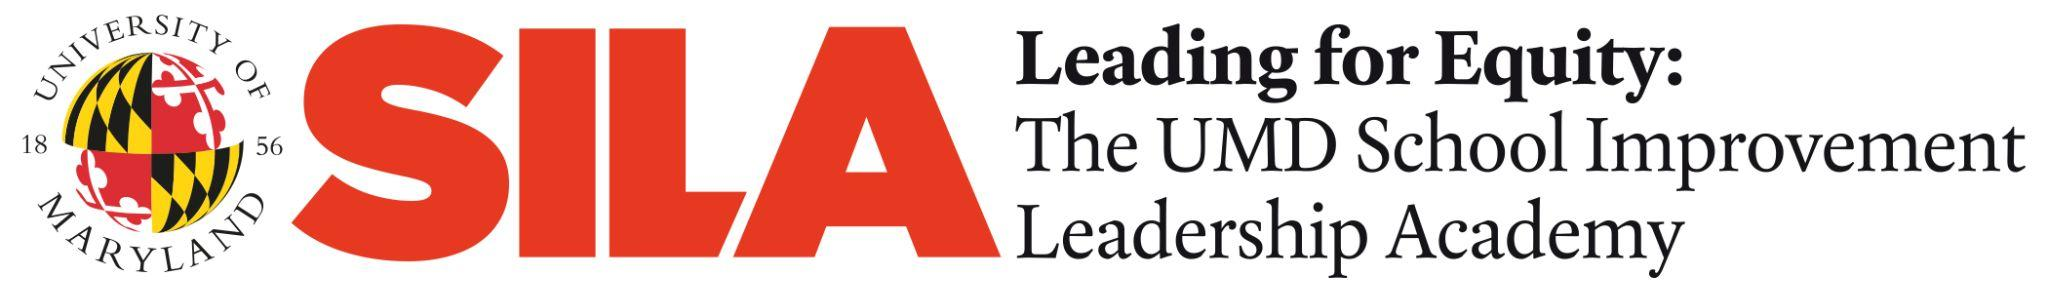 UNIVERSITY OF
18 56
MARYLAND
SILA
Leading for Equity:
The UMD School Improvement
Leadership Academy